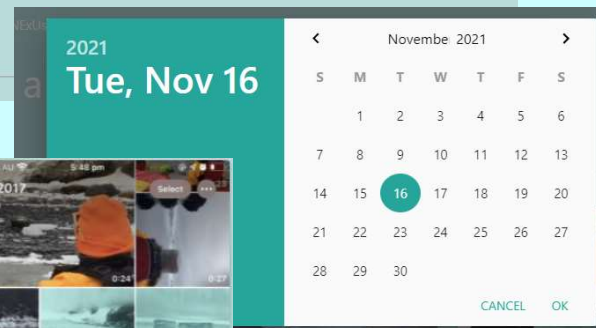 2021
Tue, Nov 16
Novembe 2021
S M T W T F S
1 2 3 4 5 6
7 8 9 10 11 12 13
14 15 16 17 18 19 20
21 22 23 24 25 26 27
28 29 30
CANCEL OK
AU 5:48 pm
2017
Select
0:24 0:27
a